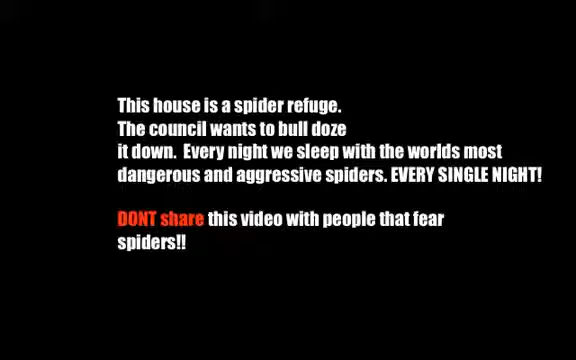 This house is a spider refuge.
The council wants to bull doze
it down.  Every night we sleep with the worlds most
dangerous and aggressive spiders. EVERY SINGLE NIGHT!
DONT share this video with people that fear
spiders!!